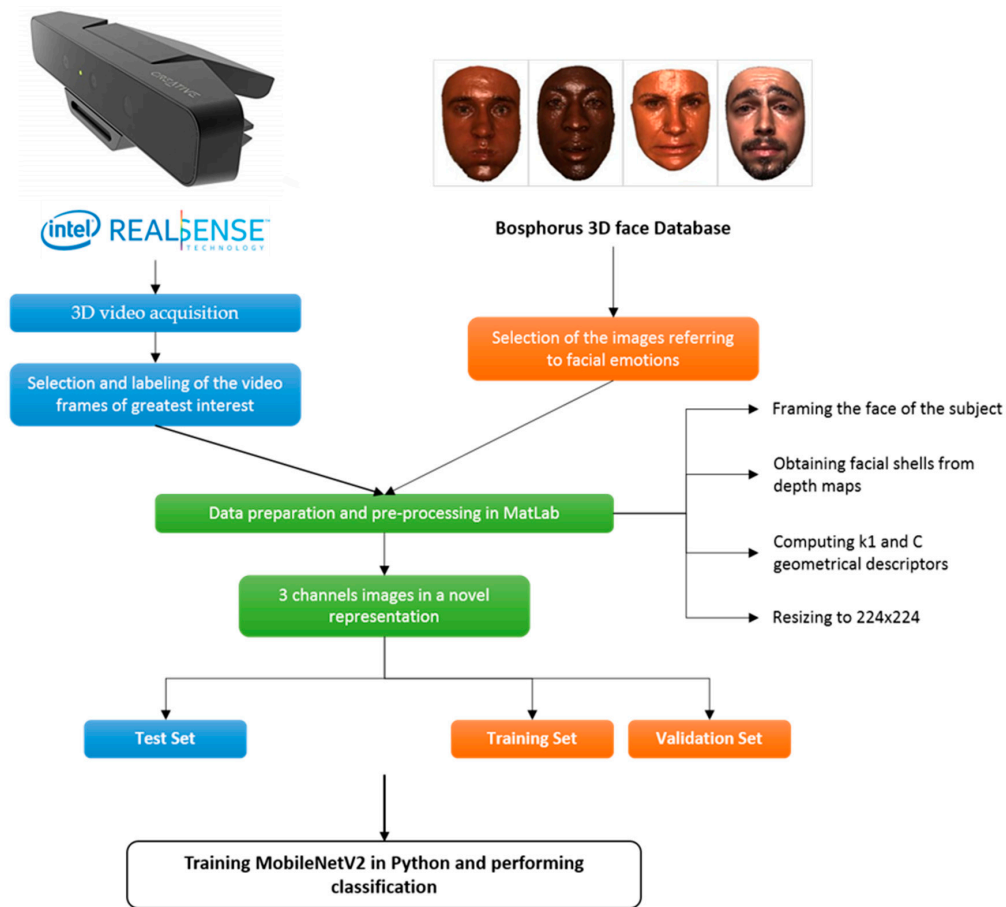 CREATIVE
intel REALSENSE™
TECHNOLOGY
Bosphorus 3D face Database
3D video acquisition
Selection of the images referring
to facial emotions
Selection and labeling of the video
frames of greatest interest
Framing the face of the subject
Obtaining facial shells from
depth maps
Data preparation and pre-processing in MatLab
Computing k1 and C
geometrical descriptors
3 channels images in a novel
representation
Resizing to 224x224
Test Set
Training Set
Validation Set
Training MobileNetV2 in Python and performing
classification